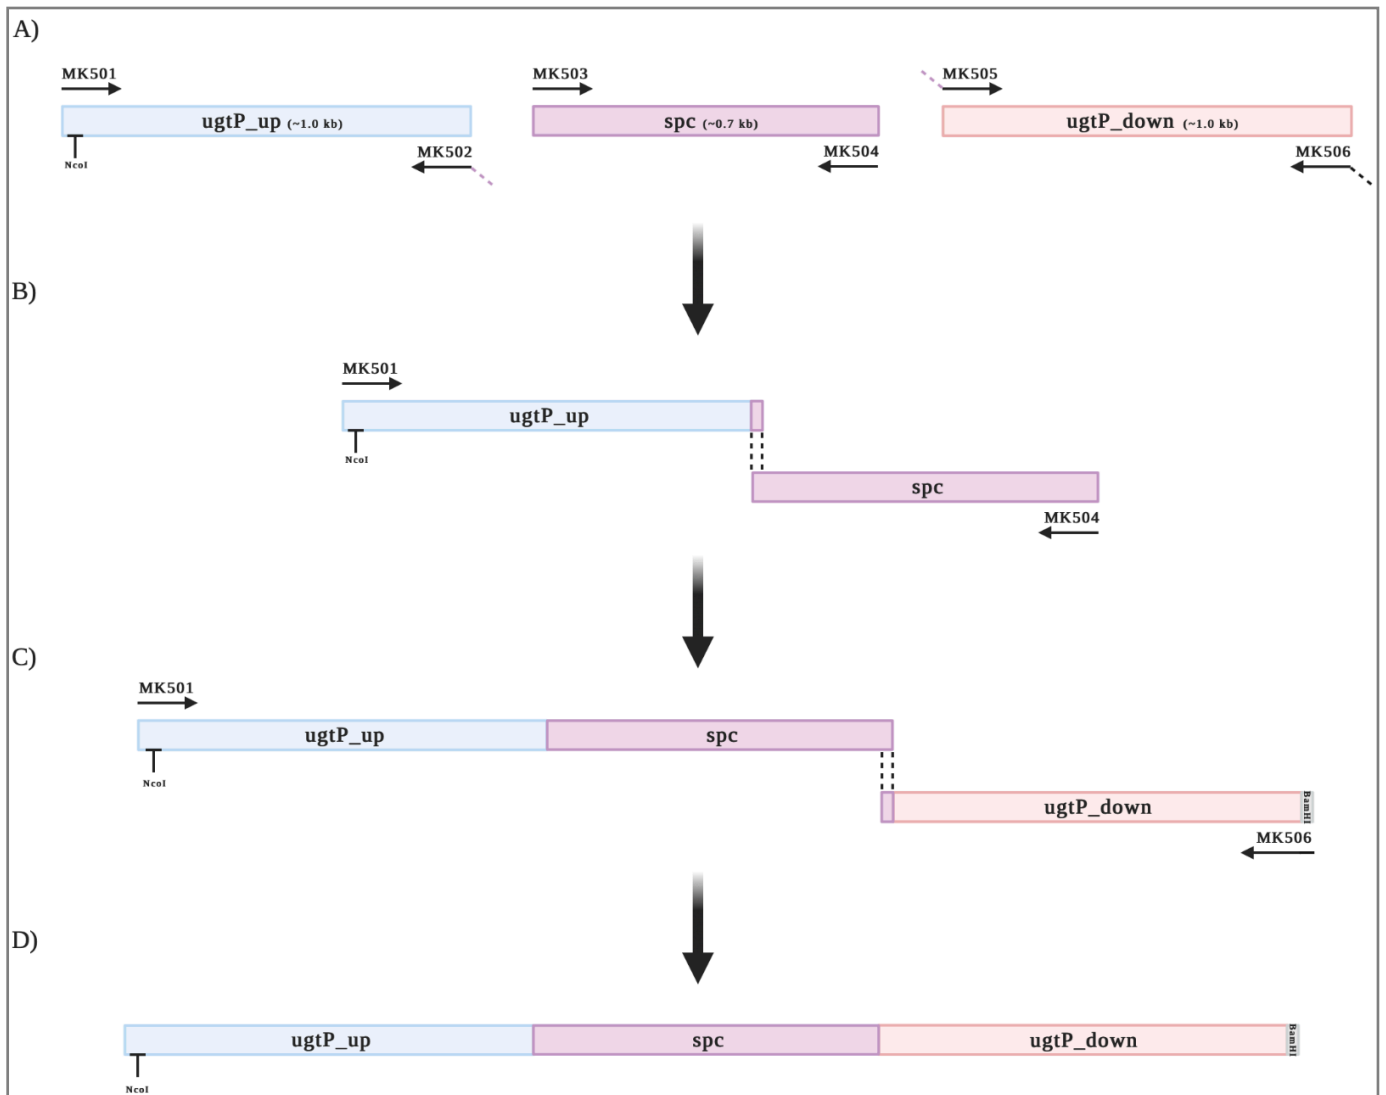 A)
MK501
MK503
MK505
ugtP_up (~1.0 kb)
spc (~0.7 kb)
ugtP_down (~1.0 kb)
NcoI
MK502
MK504
MK506
B)
MK501
ugtP_up
NcoI
spc
MK504
C)
MK501
ugtP_up
spc
NcoI
ugtP_down
BamHI
MK506
D)
ugtP_up
spc
ugtP_down
BamHI
NcoI